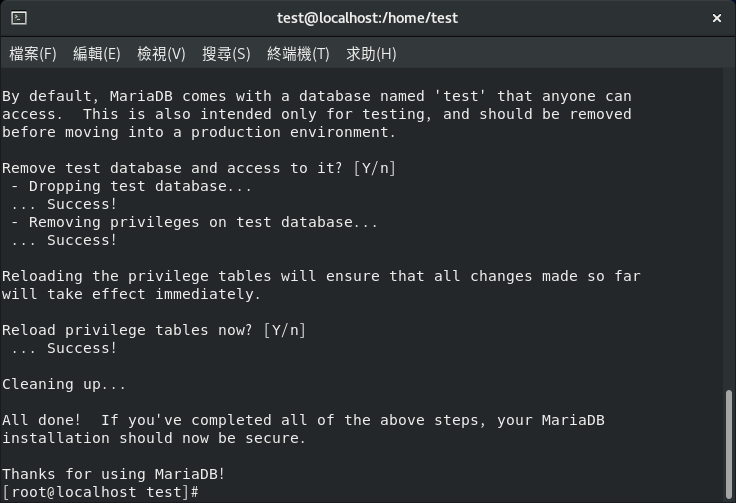 test@localhost:/home/test
檔案(F) 編輯(E) 檢視(V) 搜尋(S) 終端機(T) 求助(H)
By default, MariaDB comes with a database named 'test' that anyone can
access.  This is also intended only for testing, and should be removed
before moving into a production environment.
Remove test database and access to it? [Y/n]
 - Dropping test database...
 ... Success!
 - Removing privileges on test database...
 ... Success!
Reloading the privilege tables will ensure that all changes made so far
will take effect immediately.
Reload privilege tables now? [Y/n]
 ... Success!
Cleaning up...
All done!  If you've completed all of the above steps, your MariaDB
installation should now be secure.
Thanks for using MariaDB!
[root@localhost test]#